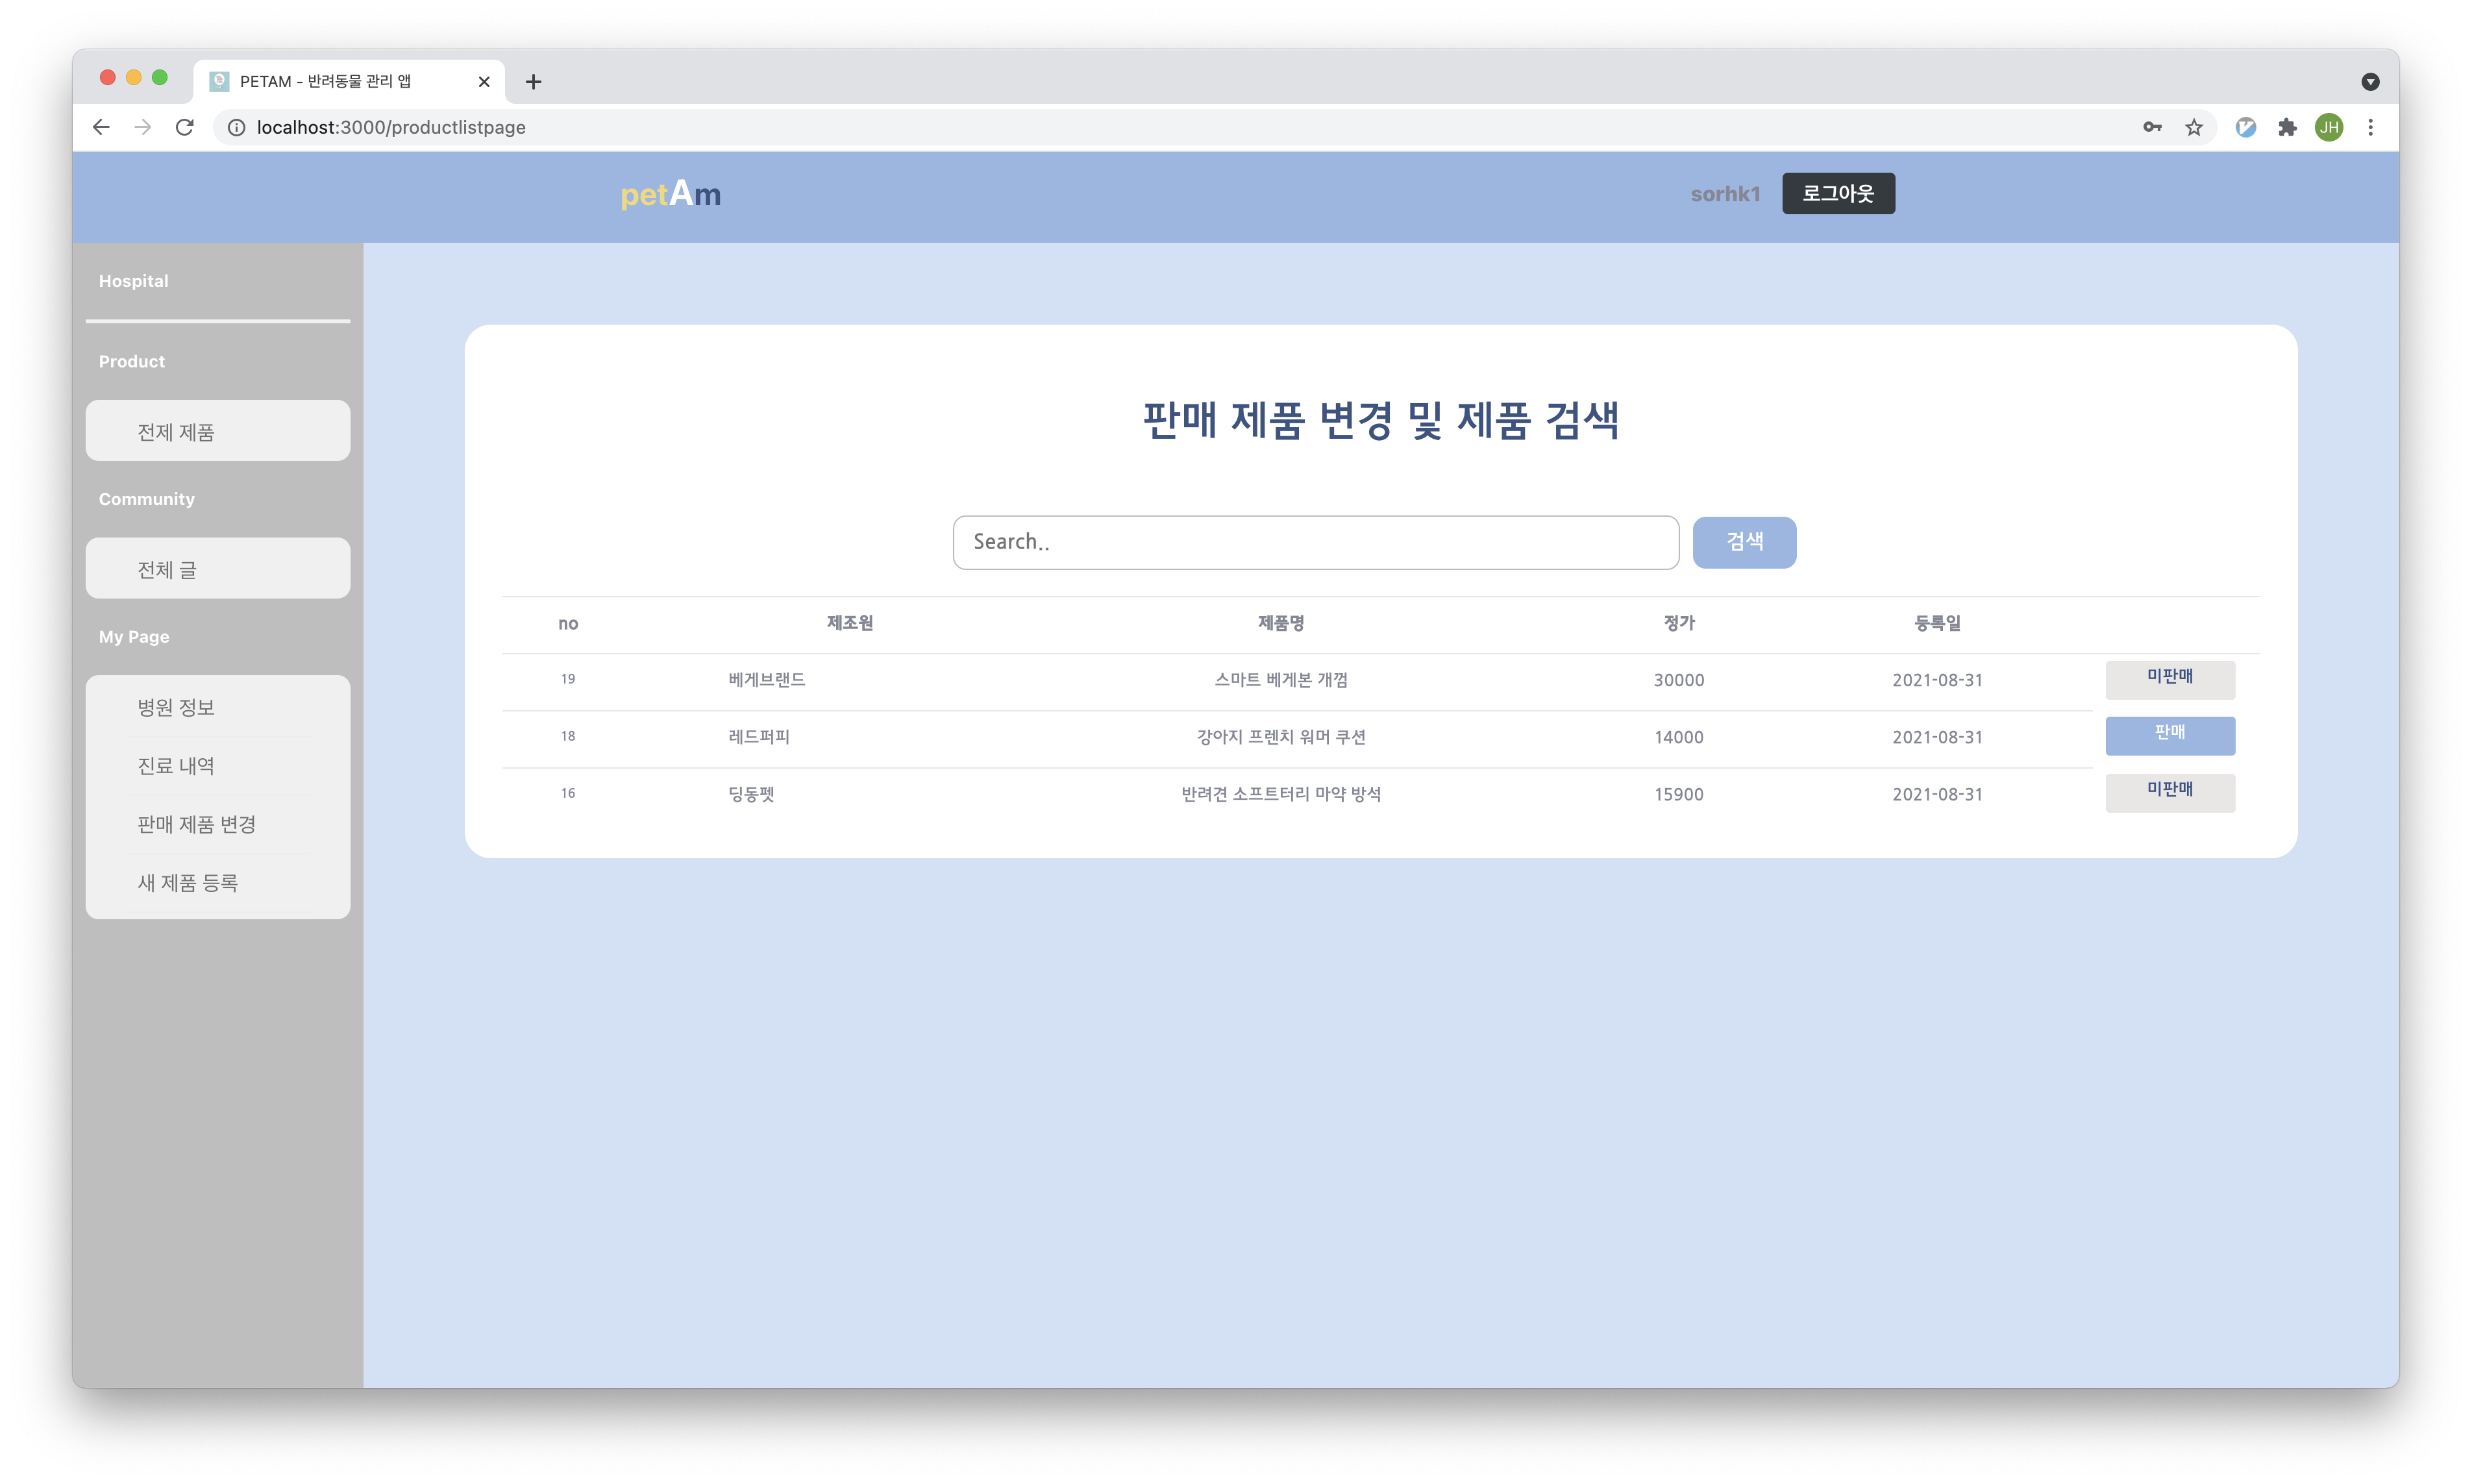 PETAM - 반려동물 관리 앱
localhost:3000/productlistpage
JH
petAm
sorhk1 로그아웃
Hospital
Product
전제 제품
Community
전체 글
My Page
병원 정보
진료 내역
판매 제품 변경
새 제품 등록
판매 제품 변경 및 제품 검색
Search.. 검색
no 제조원 제품명 정가 등록일
19 베게브랜드 스마트 베게본 개껌 30000 2021-08-31 미판매
18 레드퍼피 강아지 프렌치 워머 쿠션 14000 2021-08-31 판매
16 딩동펫 반려견 소프트터리 마약 방석 15900 2021-08-31 미판매